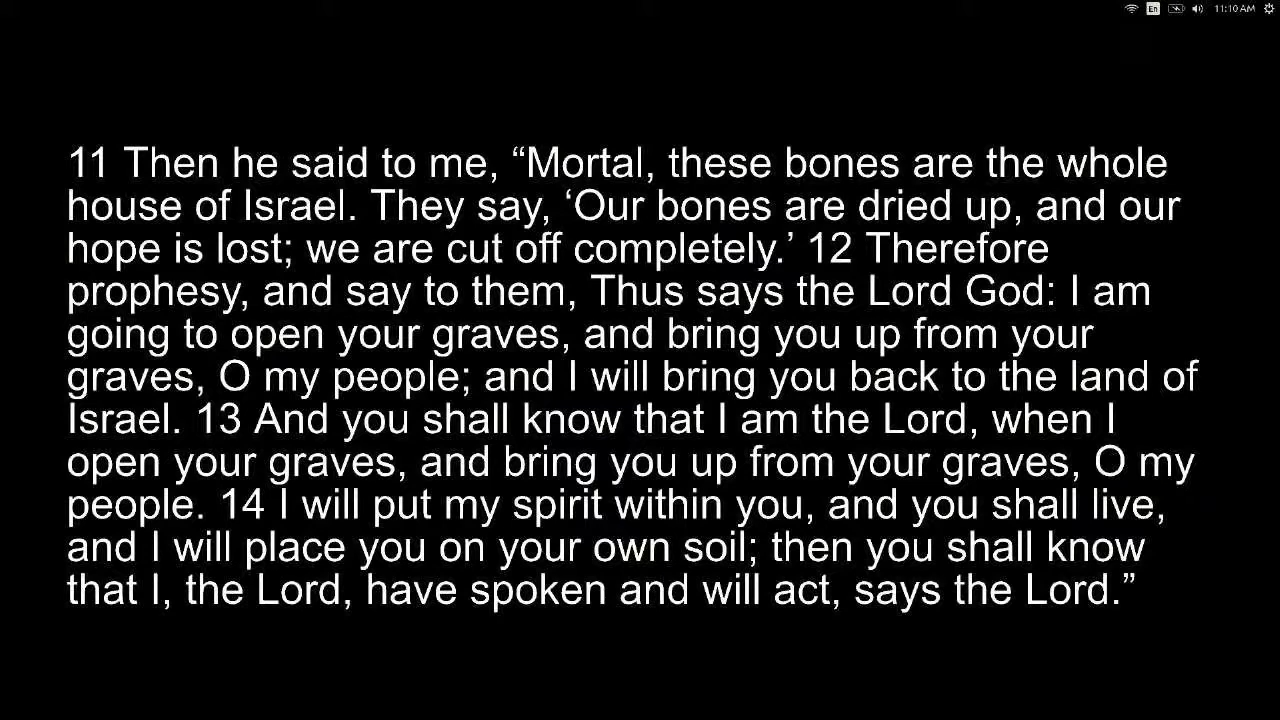 En 11:10 AM
11 Then he said to me, “Mortal, these bones are the whole
house of Israel. They say, ‘Our bones are dried up, and our
hope is lost; we are cut off completely.’ 12 Therefore
prophesy, and say to them, Thus says the Lord God: I am
going to open your graves, and bring you up from your
graves, O my people; and I will bring you back to the land of
Israel. 13 And you shall know that I am the Lord, when I
open your graves, and bring you up from your graves, O my
people. 14 I will put my spirit within you, and you shall live,
and I will place you on your own soil; then you shall know
that I, the Lord, have spoken and will act, says the Lord.”